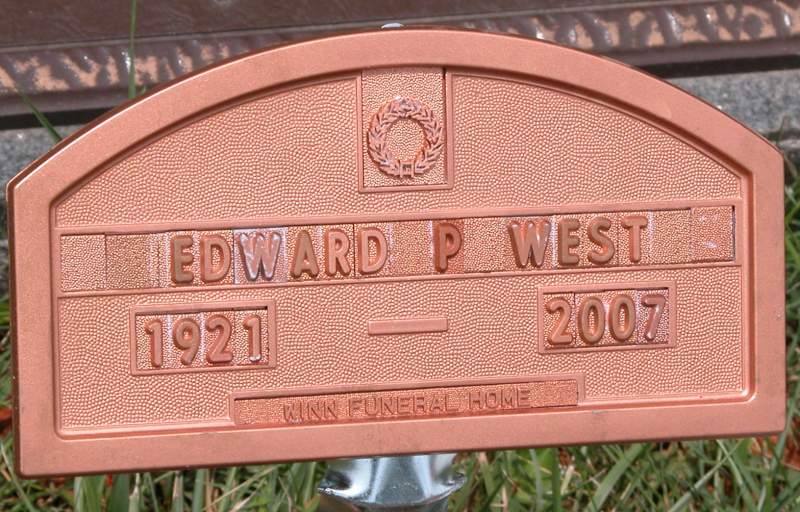 EDWARD P WEST
1921 — 2007
WINN FUNERAL HOME